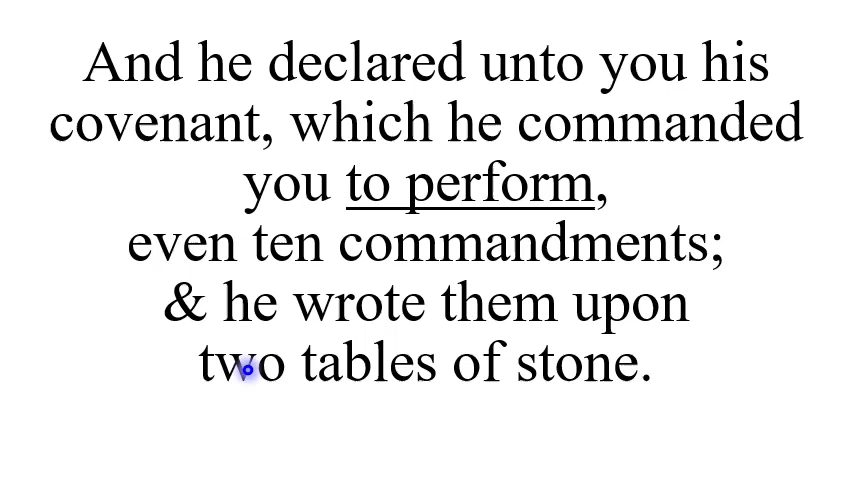 And he declared unto you his
covenant, which he commanded
you to perform,
even ten commandments;
& he wrote them upon
two tables of stone.